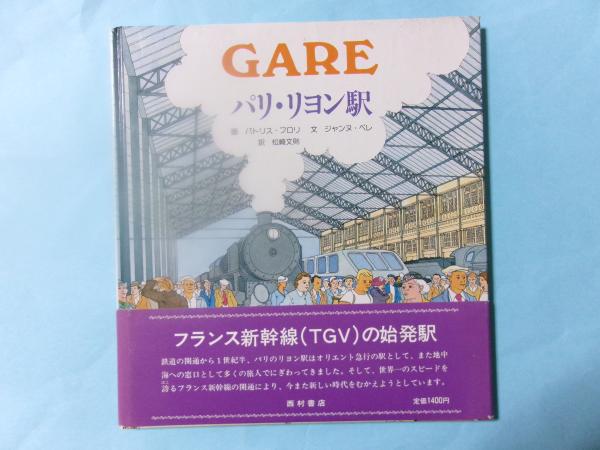 GARE
パリ・リヨン駅
画 パトリス・フロリ 文 ジャンヌ・ベレ
訳 松崎文則
フランス新幹線(TGV)の始発駅
鉄道の開通から1世紀半、パリのリヨン駅はオリエント急行の駅として、また地中
海への窓口として多くの旅人でにぎわってきました。そして、世界一のスピードを
誇るフランス新幹線の開通により、今また新しい時代をむかえようとしています。
西村書店
定価1400円